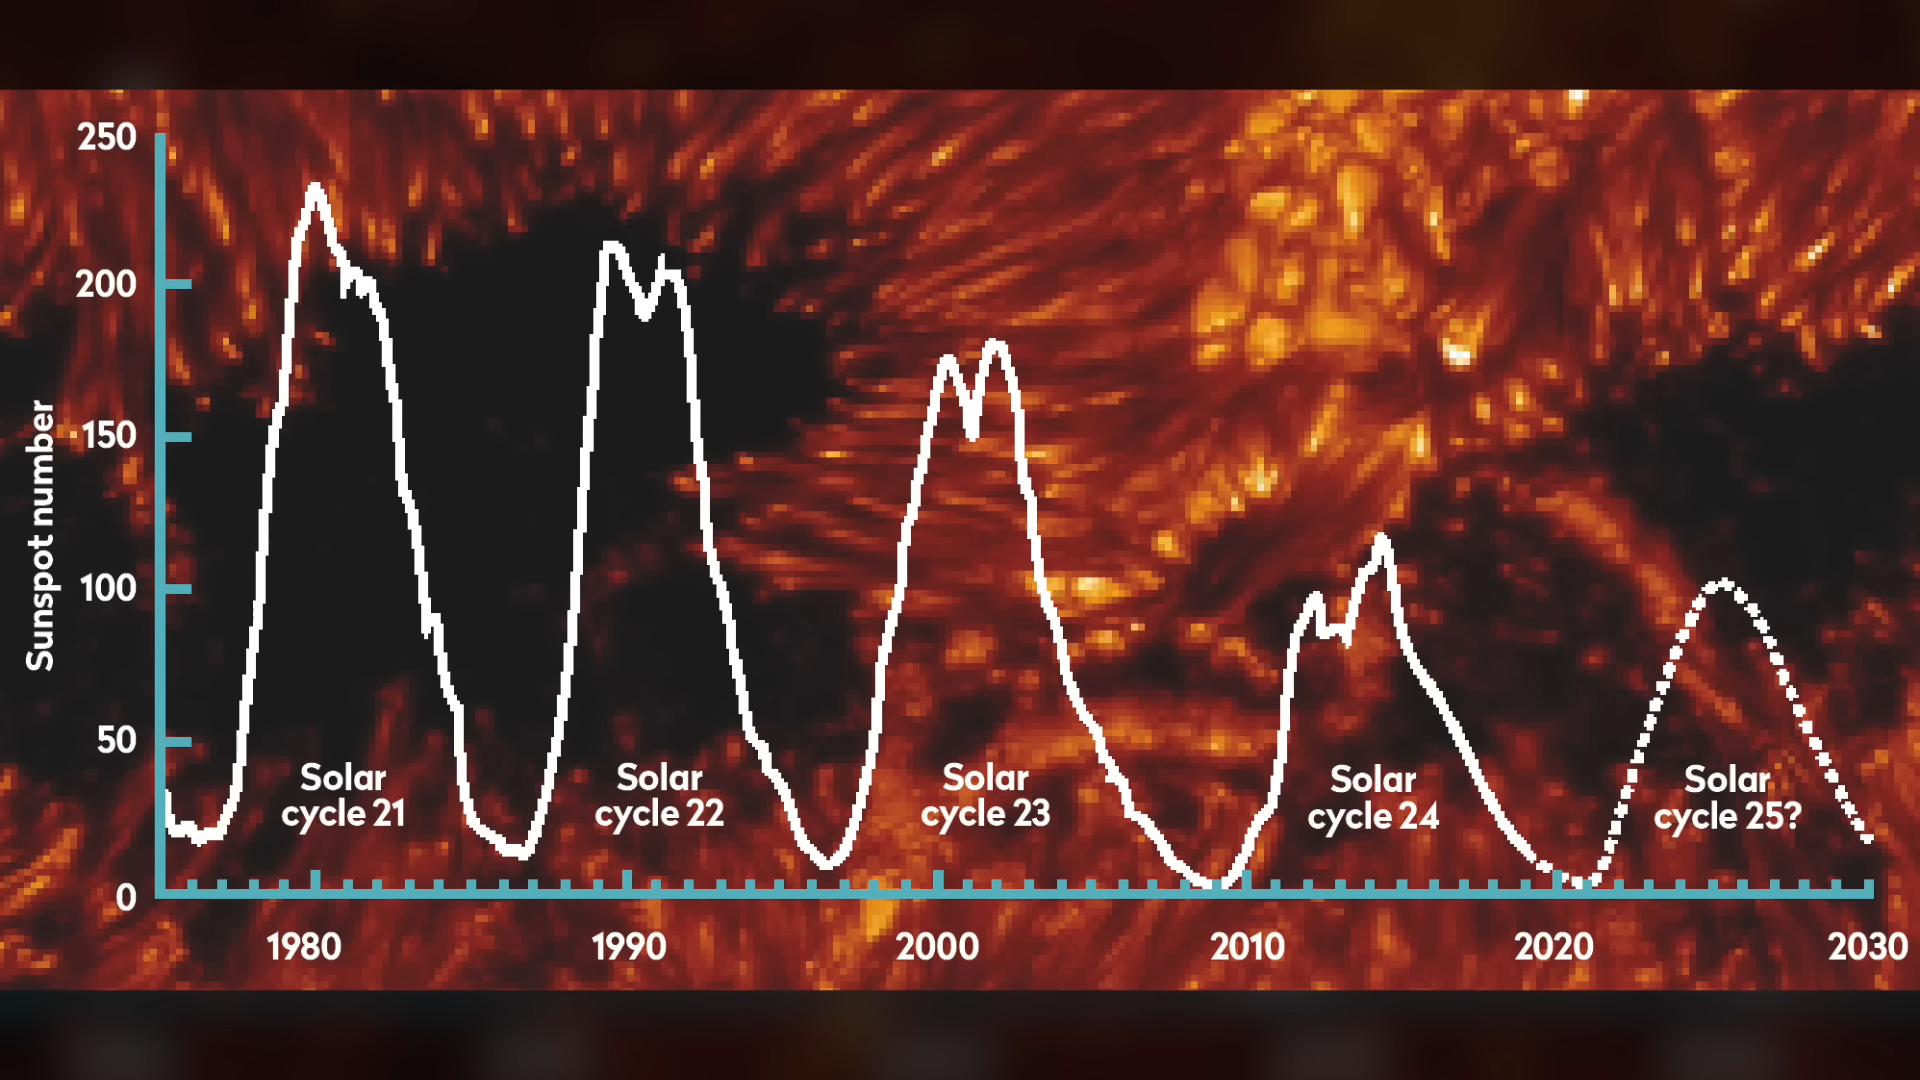 250
200
150
100
50
0
Sunspot number
Solar
cycle 21
Solar
cycle 22
Solar
cycle 23
Solar
cycle 24
Solar
cycle 25?
1980
1990
2000
2010
2020
2030